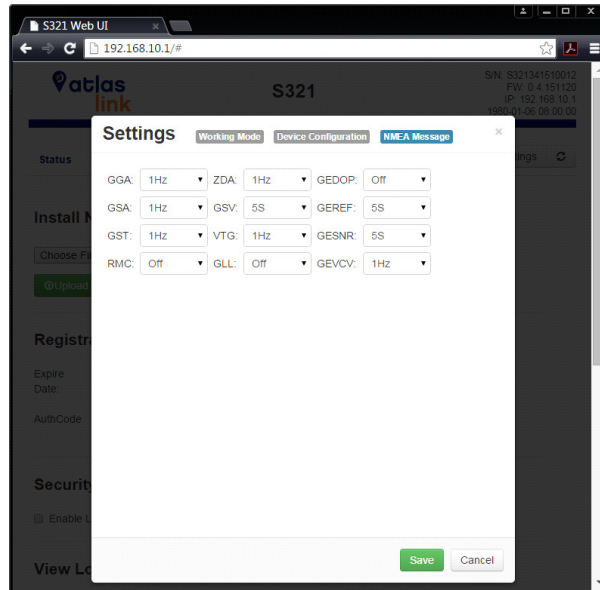 S321 Web UI
192.168.10.1/#
atlas link
S321
S/N: S321341510012
FW: 0.4.151120
IP: 192.168.10.1
1980-01-06 08:00:00
Settings Working Mode Device Configuration NMEA Message ×
Status ngs
GGA: 1Hz ZDA: 1Hz GEDOP: Off
GSA: 1Hz GSV: 5S GEREF: 5S
GST: 1Hz VTG: 1Hz GESNR: 5S
RMC: Off GLL: Off GEVCV: 1Hz
Install N
Choose Fi
Upload
Registra
Expire
Date:
AuthCode
Security
Enable L
View Lo
Save Cancel